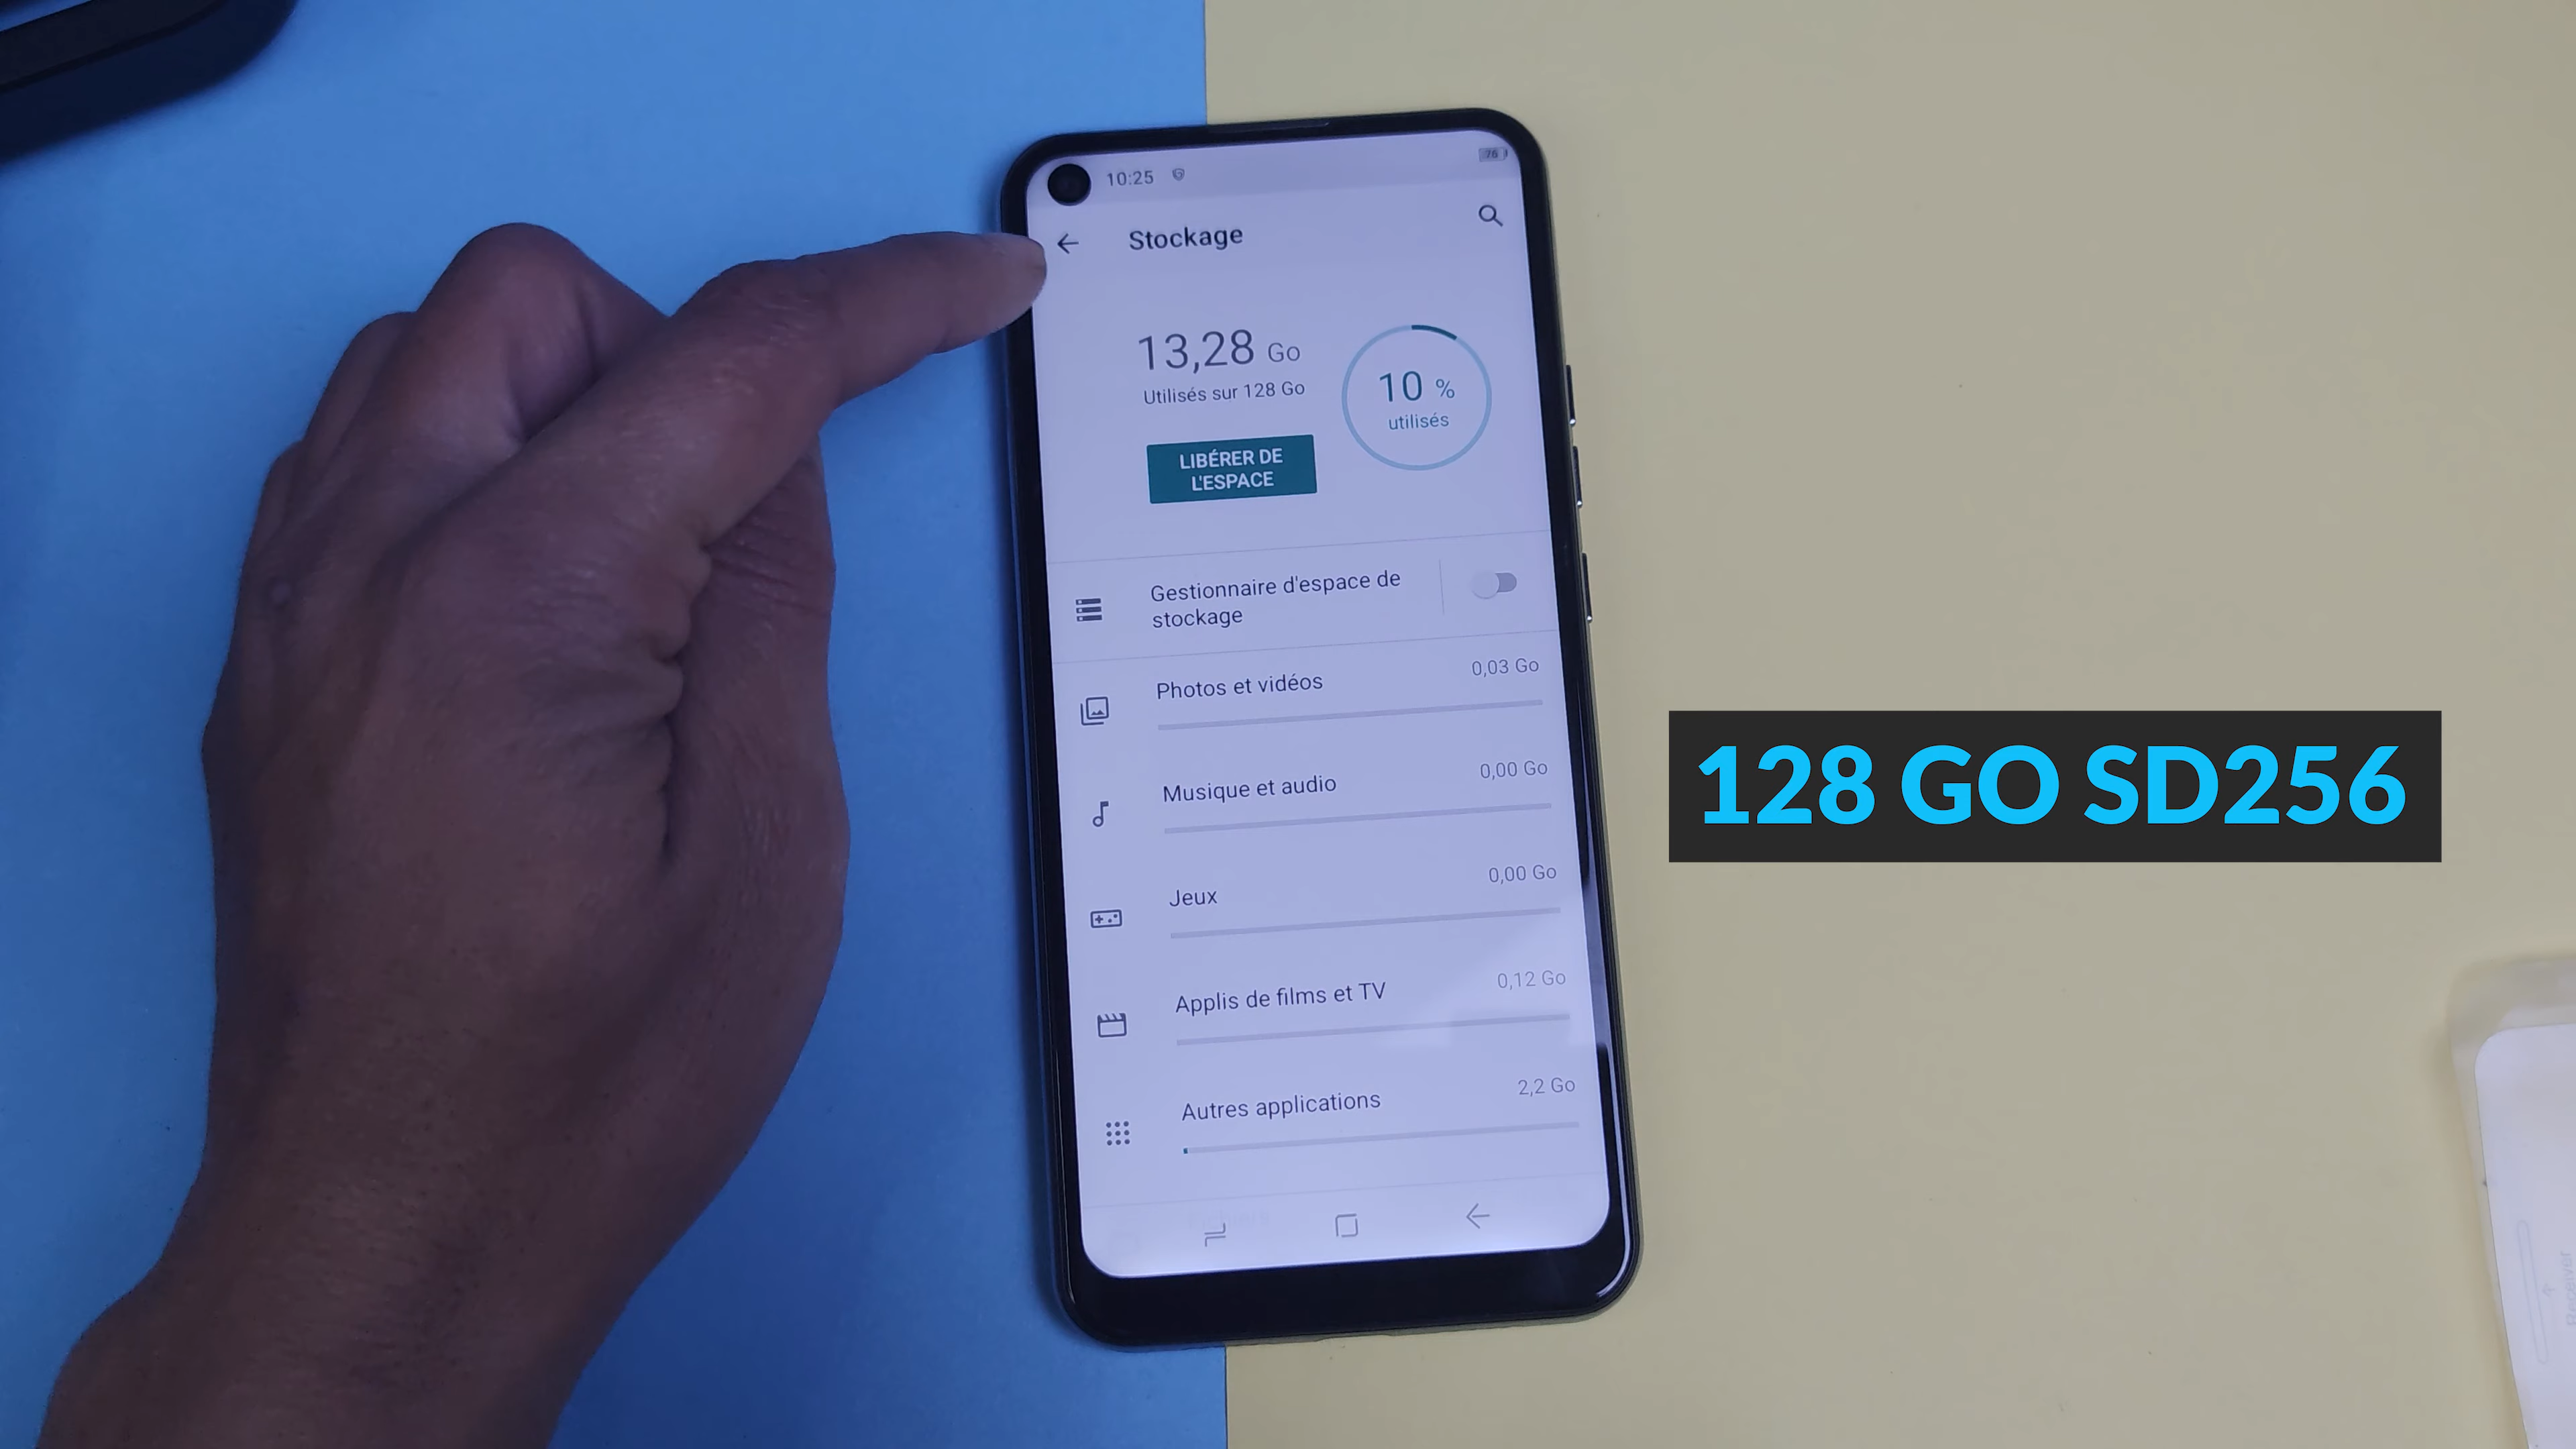 10:25
76
Stockage
13,28 Go
Utilisés sur 128 Go
10 %
utilisés
LIBÉRER DE
L'ESPACE
Gestionnaire d'espace de
stockage
Photos et vidéos
0,03 Go
Musique et audio
0,00 Go
Jeux
0,00 Go
Applis de films et TV
0,12 Go
Autres applications
2,2 Go
128 GO SD256
Receiver